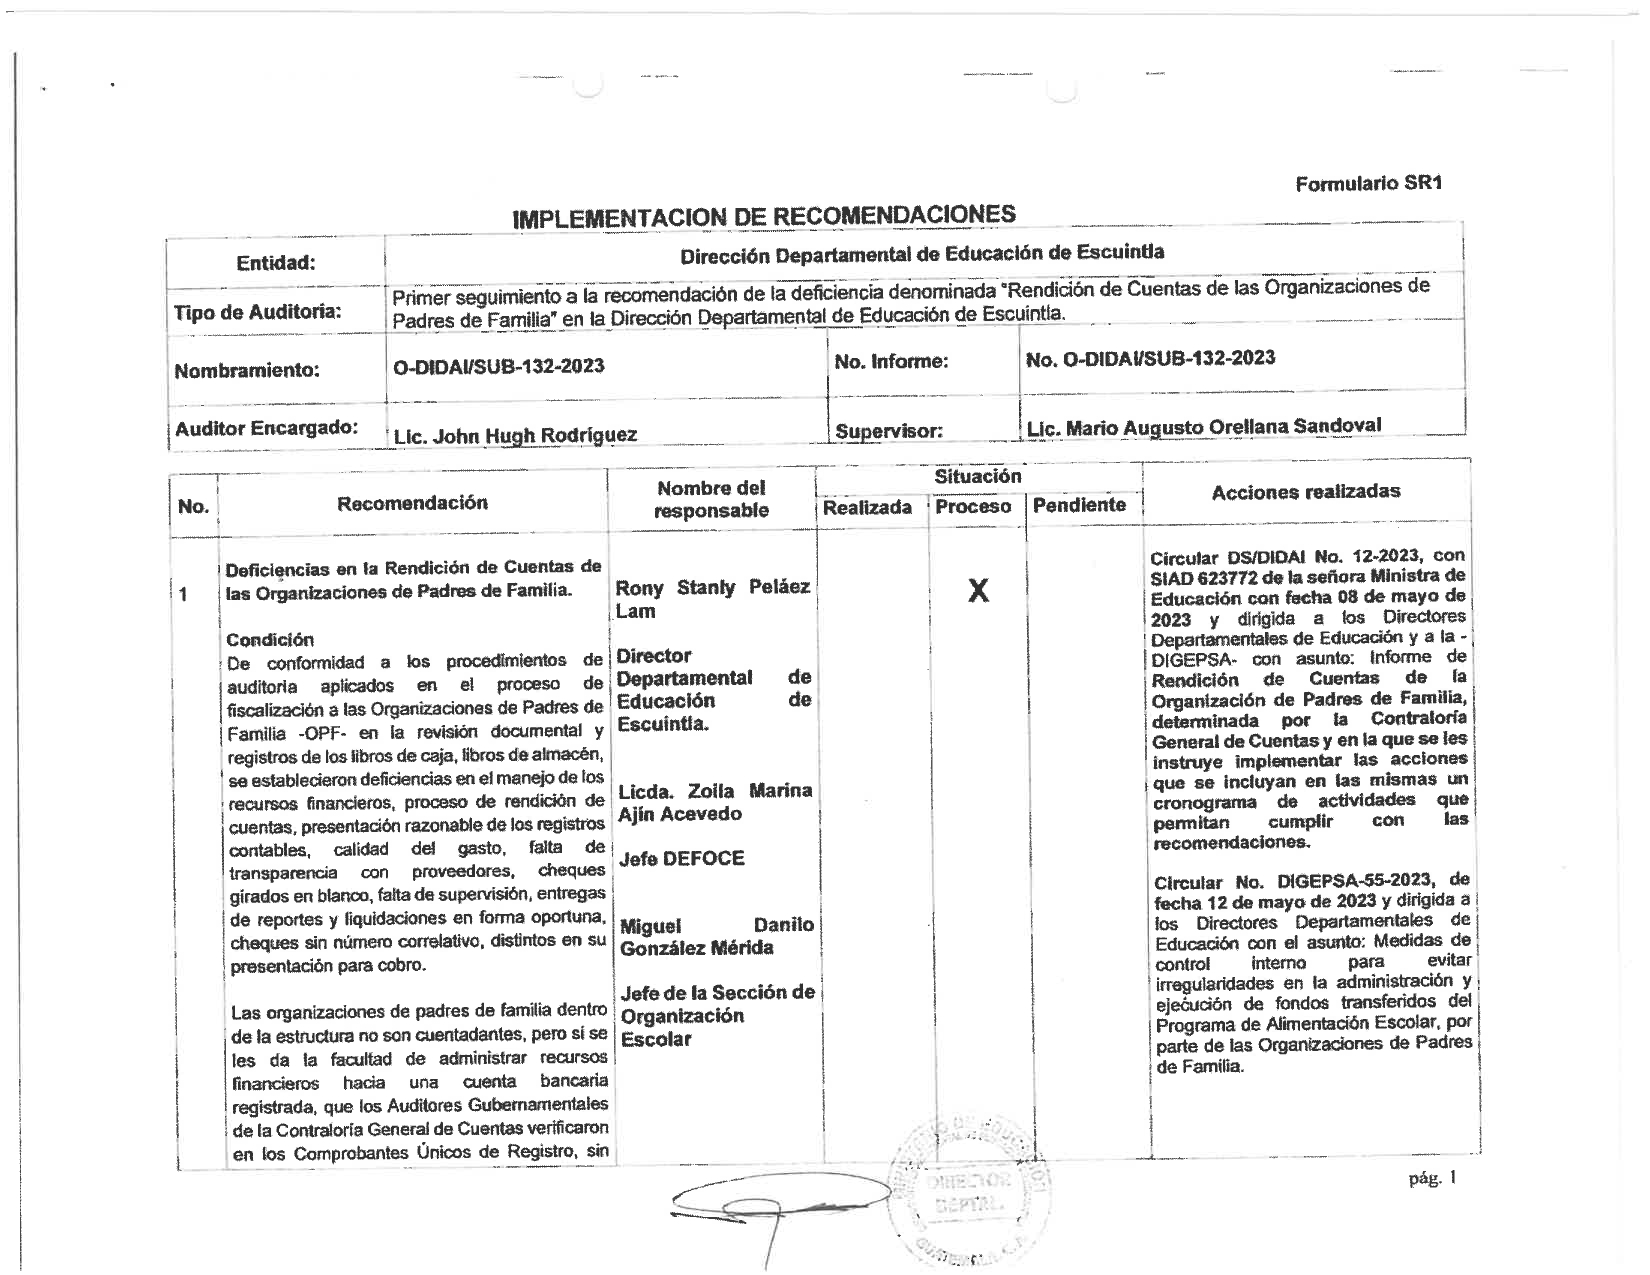 Formulario SR1
IMPLEMENTACION DE RECOMENDACIONES
Entidad:
Dirección Departamental de Educación de Escuintla
Tipo de Auditoria:
Primer seguimiento a la recomendación de la deficiencia denominada "Rendición de Cuentas de las Organizaciones de
Padres de Familia" en la Dirección Departamental de Educación de Escuintla.
Nombramiento:
O-DIDAI/SUB-132-2023
No. Informe:
No. O-DIDAI/SUB-132-2023
Auditor Encargado:
Lic. John Hugh Rodríguez
Supervisor:
Lic. Mario Augusto Orellana Sandoval
No.
Recomendación
Nombre del
responsable
Situación
Realizada
Proceso
Pendiente
Acciones realizadas
1
Deficiencias en la Rendición de Cuentas de
las Organizaciones de Padres de Familia.
Condición
De conformidad a los procedimientos de
auditoria aplicados en el proceso de
fiscalización a las Organizaciones de Padres de
Familia -OPF- en la revisión documental y
registros de los libros de caja, libros de almacén,
se establecieron deficiencias en el manejo de los
recursos financieros, proceso de rendición de
cuentas, presentación razonable de los registros
contables, calidad del gasto, falta de
transparencia con proveedores, cheques
girados en blanco, falta de supervisión, entregas
de reportes y liquidaciones en forma oportuna,
cheques sin número correlativo, distintos en su
presentación para cobro.
Las organizaciones de padres de familia dentro
de la estructura no son cuentadantes, pero si se
les da la facultad de administrar recursos
financieros hacia una cuenta bancaria
registrada, que los Auditores Gubernamentales
de la Contraloría General de Cuentas verificaron
en los Comprobantes Únicos de Registro, sin
Rony Stanly Peláez
Lam
Director
Departamental de
Educación de
Escuintla.
Licda. Zoila Marina
Ajin Acevedo
Jefe DEFOCE
Miguel Danilo
González Mérida
Jefe de la Sección de
Organización
Escolar
X
Circular DS/DIDAI No. 12-2023, con
SIAD 623772 de la señora Ministra de
Educación con fecha 08 de mayo de
2023 y dirigida a los Directores
Departamentales de Educación y a la -
DIGEPSA- con asunto: Informe de
Rendición de Cuentas de la
Organización de Padres de Familia,
determinada por la Contraloría
General de Cuentas y en la que se les
instruye implementar las acciones
que se incluyan en las mismas un
cronograma de actividades que
permitan cumplir con las
recomendaciones.
Circular No. DIGEPSA-55-2023, de
fecha 12 de mayo de 2023 y dirigida a
los Directores Departamentales de
Educación con el asunto: Medidas de
control interno para evitar
irregularidades en la administración y
ejecución de fondos transferidos del
Programa de Alimentación Escolar, por
parte de las Organizaciones de Padres
de Familia.
DIRECTOR
DEPTAL.
GUATEMALA, C.A.
pág. 1